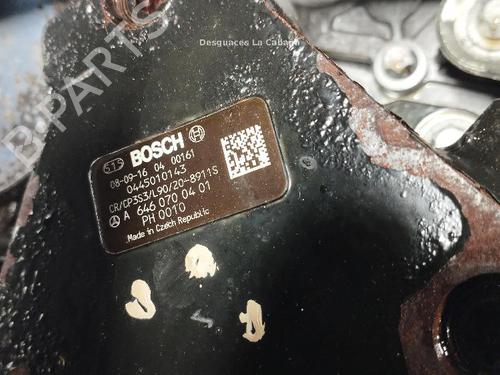 Desguaces La Cabaña
BOSCH
08-09-16 04 00161
0445010143
CR/CP3S3/L90/20-8911S
A 646 070 04 01
PH 0010
Made in Czech Republic
B-PARTS